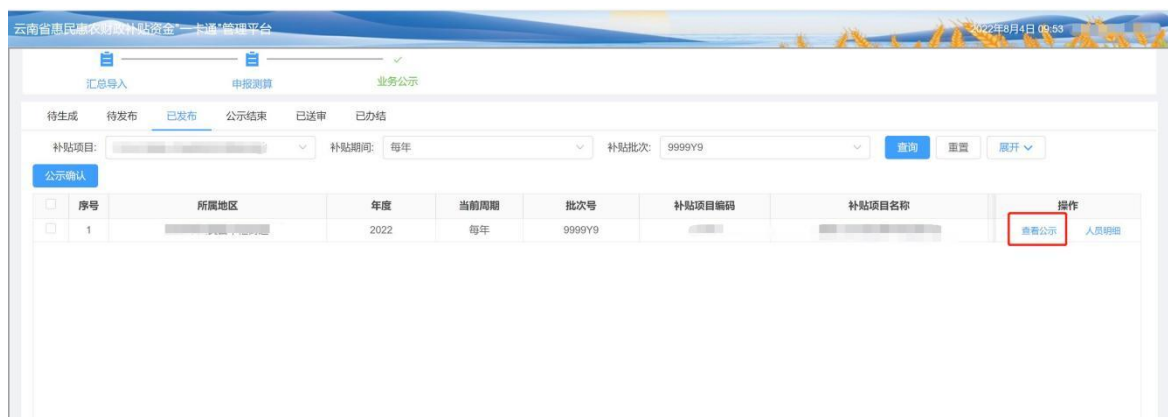 云南省惠民惠农财政补贴资金"一卡通"管理平台 2022年8月4日 09:53
汇总导入 申报测算 业务公示
待生成 待发布 已发布 公示结束 已送审 已办结
补贴项目: 补贴期间: 每年 补贴批次: 9999Y9 查询 重置 展开
公示确认
序号 所属地区 年度 当前周期 批次号 补贴项目编码 补贴项目名称 操作
1 2022 每年 9999Y9 查看公示 人员明细